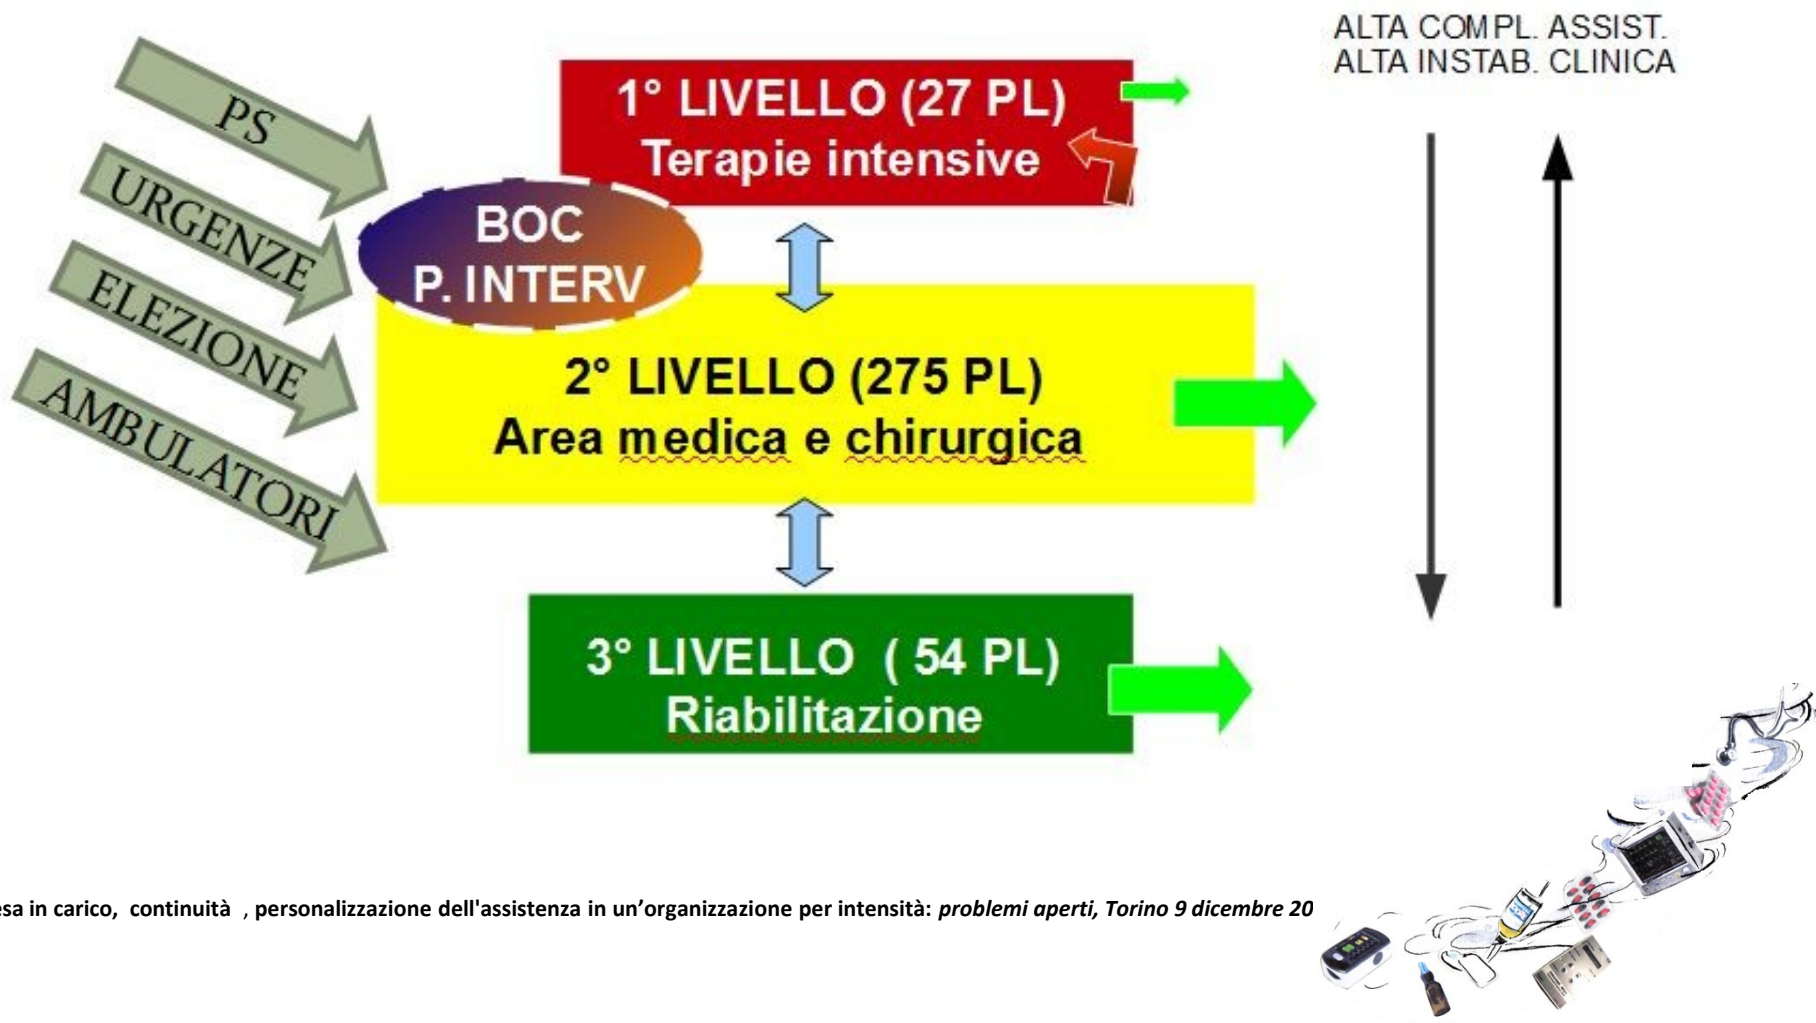 ALTA COMPL. ASSIST.
ALTA INSTAB. CLINICA
PS
URGENZE
ELEZIONE
AMBULATORI
1° LIVELLO (27 PL)
Terapie intensive
BOC
P. INTERV
2° LIVELLO (275 PL)
Area medica e chirurgica
3° LIVELLO ( 54 PL)
Riabilitazione
esa in carico, continuità , personalizzazione dell'assistenza in un’organizzazione per intensità: problemi aperti, Torino 9 dicembre 20